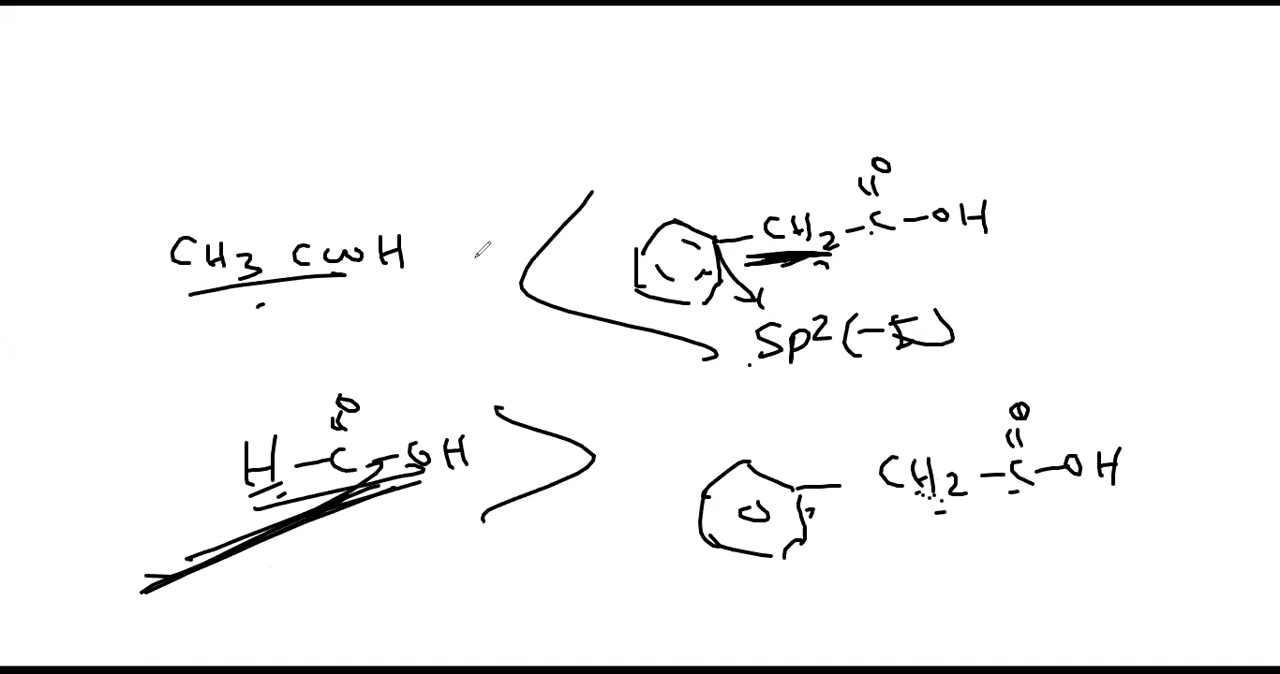 CH3 COOH < CH2-C-OH
O
Sp2(-I)
H-C-OH > CH2-C-OH
O O